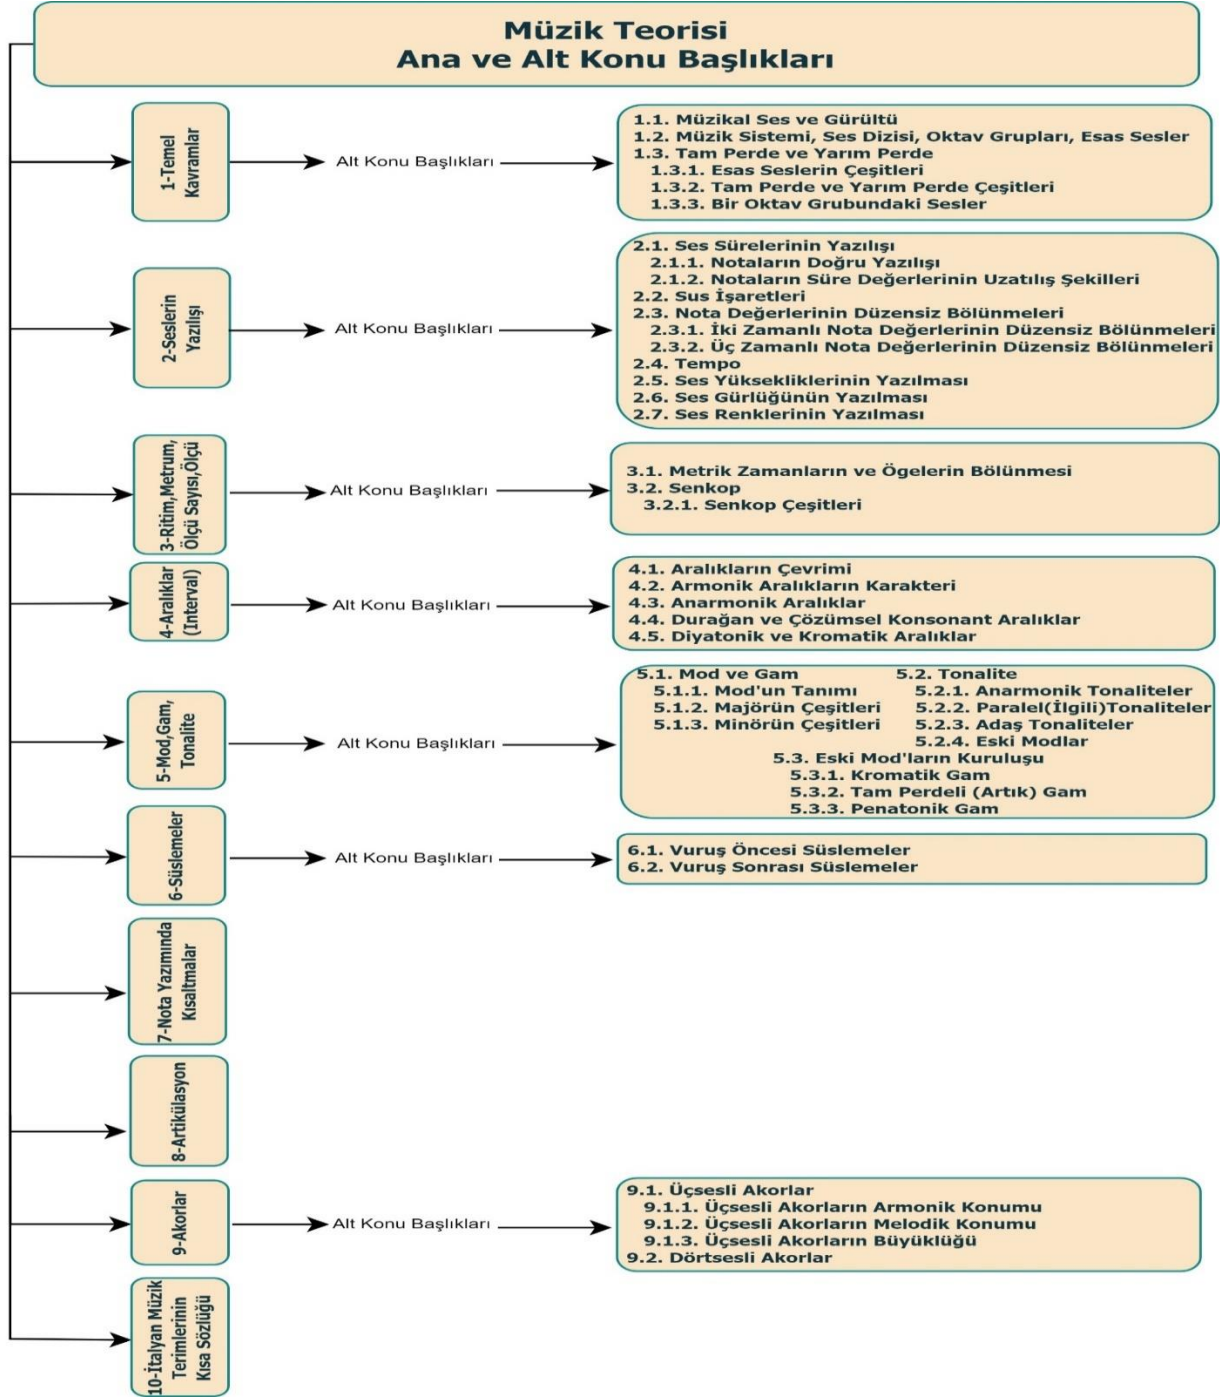 Müzik Teorisi
Ana ve Alt Konu Başlıkları
1-Temel
Kavramlar
Alt Konu Başlıkları
1.1. Müzikal Ses ve Gürültü
1.2. Müzik Sistemi, Ses Dizisi, Oktav Grupları, Esas Sesler
1.3. Tam Perde ve Yarım Perde
1.3.1. Esas Seslerin Çeşitleri
1.3.2. Tam Perde ve Yarım Perde Çeşitleri
1.3.3. Bir Oktav Grubundaki Sesler
2-Seslerin
Yazılışı
Alt Konu Başlıkları
2.1. Ses Sürelerinin Yazılışı
2.1.1. Notaların Doğru Yazılışı
2.1.2. Notaların Süre Değerlerinin Uzatılış Şekilleri
2.2. Sus İşaretleri
2.3. Nota Değerlerinin Düzensiz Bölünmeleri
2.3.1. İki Zamanlı Nota Değerlerinin Düzensiz Bölünmeleri
2.3.2. Üç Zamanlı Nota Değerlerinin Düzensiz Bölünmeleri
2.4. Tempo
2.5. Ses Yüksekliklerinin Yazılması
2.6. Ses Gürlüğünün Yazılması
2.7. Ses Renklerinin Yazılması
3-Ritim,Metrum,
Ölçü Sayısı,Ölçü
Alt Konu Başlıkları
3.1. Metrik Zamanların ve Ögelerin Bölünmesi
3.2. Senkop
3.2.1. Senkop Çeşitleri
4-Aralıklar
(Interval)
Alt Konu Başlıkları
4.1. Aralıkların Çevrimi
4.2. Armonik Aralıkların Karakteri
4.3. Anarmonik Aralıklar
4.4. Durağan ve Çözümsel Konsonant Aralıklar
4.5. Diyatonik ve Kromatik Aralıklar
5-Mod,Gam,
Tonalite
Alt Konu Başlıkları
5.1. Mod ve Gam
5.1.1. Mod'un Tanımı
5.1.2. Majörün Çeşitleri
5.1.3. Minörün Çeşitleri
5.2. Tonalite
5.2.1. Anarmonik Tonaliteler
5.2.2. Paralel(İlgili)Tonaliteler
5.2.3. Adaş Tonaliteler
5.2.4. Eski Modlar
5.3. Eski Mod'ların Kuruluşu
5.3.1. Kromatik Gam
5.3.2. Tam Perdeli (Artık) Gam
5.3.3. Penatonik Gam
6-Süslemeler
Alt Konu Başlıkları
6.1. Vuruş Öncesi Süslemeler
6.2. Vuruş Sonrası Süslemeler
7-Nota Yazımında
Kısaltmalar
8-Artikülasyon
9-Akorlar
Alt Konu Başlıkları
9.1. Üçsesli Akorlar
9.1.1. Üçsesli Akorların Armonik Konumu
9.1.2. Üçsesli Akorların Melodik Konumu
9.1.3. Üçsesli Akorların Büyüklüğü
9.2. Dörtsesli Akorlar
10-İtalyan Müzik
Terimlerinin
Kısa Sözlüğü